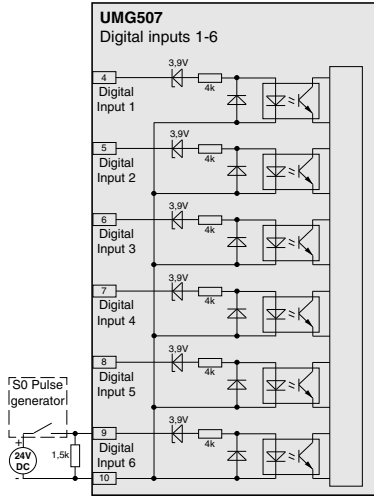 UMG507
Digital inputs 1-6
3,9V
4
4k
Digital
Input 1
3,9V
5
4k
Digital
Input 2
3,9V
6
4k
Digital
Input 3
3,9V
7
4k
Digital
Input 4
3,9V
8
4k
Digital
Input 5
S0 Pulse
generator
3,9V
9
4k
Digital
Input 6
+
24V
DC
-
1,5k
10